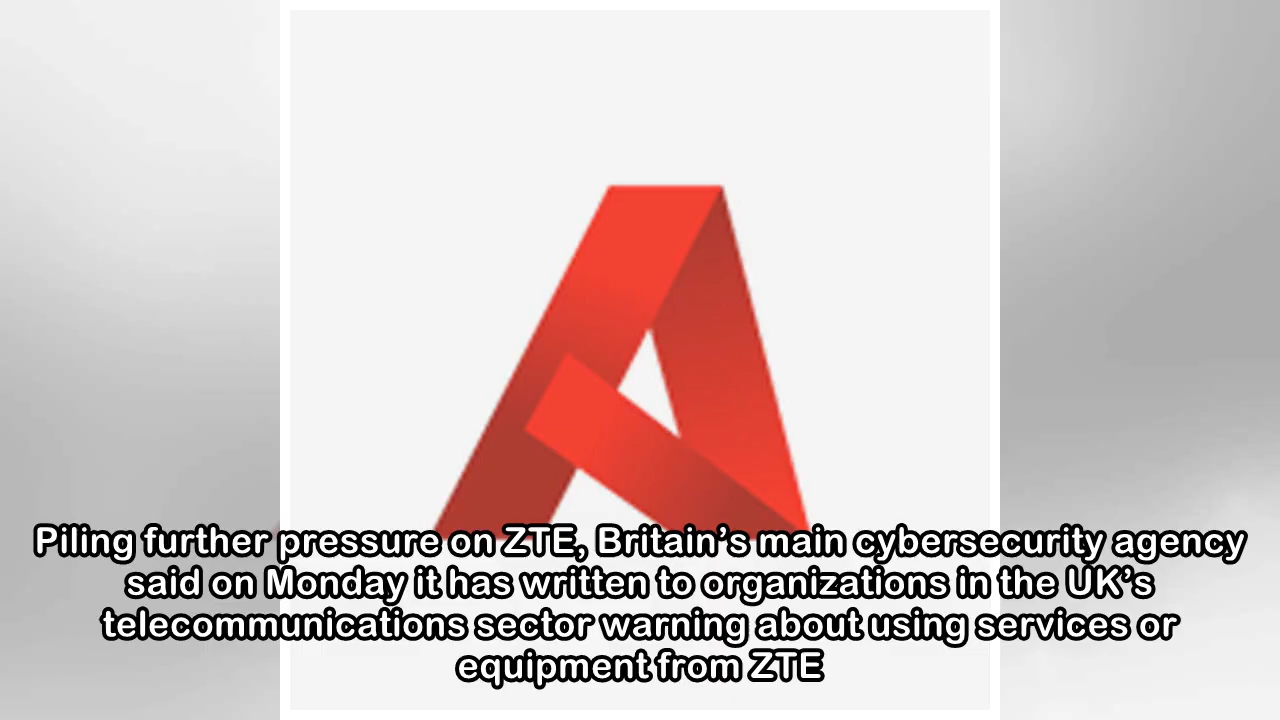 Piling further pressure on ZTE, Britain’s main cybersecurity agency
said on Monday it has written to organizations in the UK’s
telecommunications sector warning about using services or
equipment from ZTE